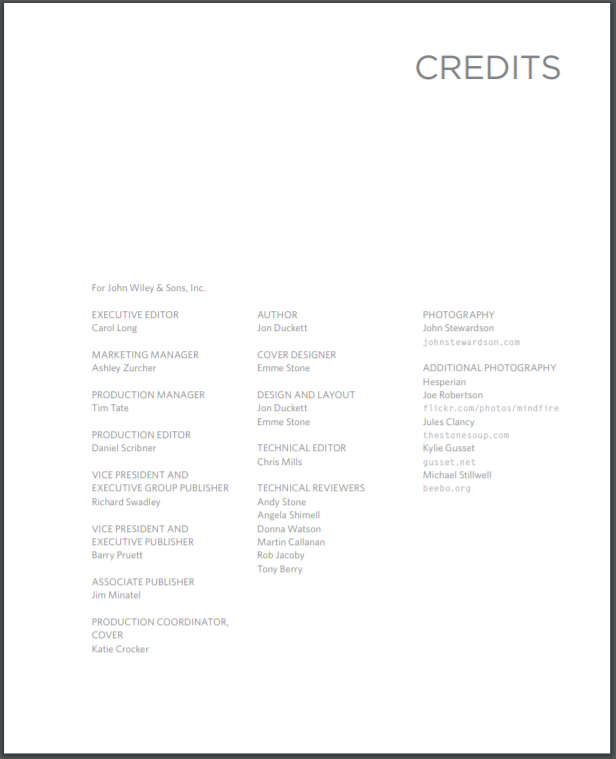 CREDITS
For John Wiley & Sons, Inc.
EXECUTIVE EDITOR
Carol Long
MARKETING MANAGER
Ashley Zurcher
PRODUCTION MANAGER
Tim Tate
PRODUCTION EDITOR
Daniel Scribner
VICE PRESIDENT AND
EXECUTIVE GROUP PUBLISHER
Richard Swadley
VICE PRESIDENT AND
EXECUTIVE PUBLISHER
Barry Pruett
ASSOCIATE PUBLISHER
Jim Minatel
PRODUCTION COORDINATOR,
COVER
Katie Crocker
AUTHOR
Jon Duckett
COVER DESIGNER
Emme Stone
DESIGN AND LAYOUT
Jon Duckett
Emme Stone
TECHNICAL EDITOR
Chris Mills
TECHNICAL REVIEWERS
Andy Stone
Angela Shimell
Donna Watson
Martin Callanan
Rob Jacoby
Tony Berry
PHOTOGRAPHY
John Stewardson
johnstewardson.com
ADDITIONAL PHOTOGRAPHY
Hesperian
Joe Robertson
flickr.com/photos/mindfire
Jules Clancy
thestonesoup.com
Kylie Gusset
gusset.net
Michael Stillwell
beebo.org